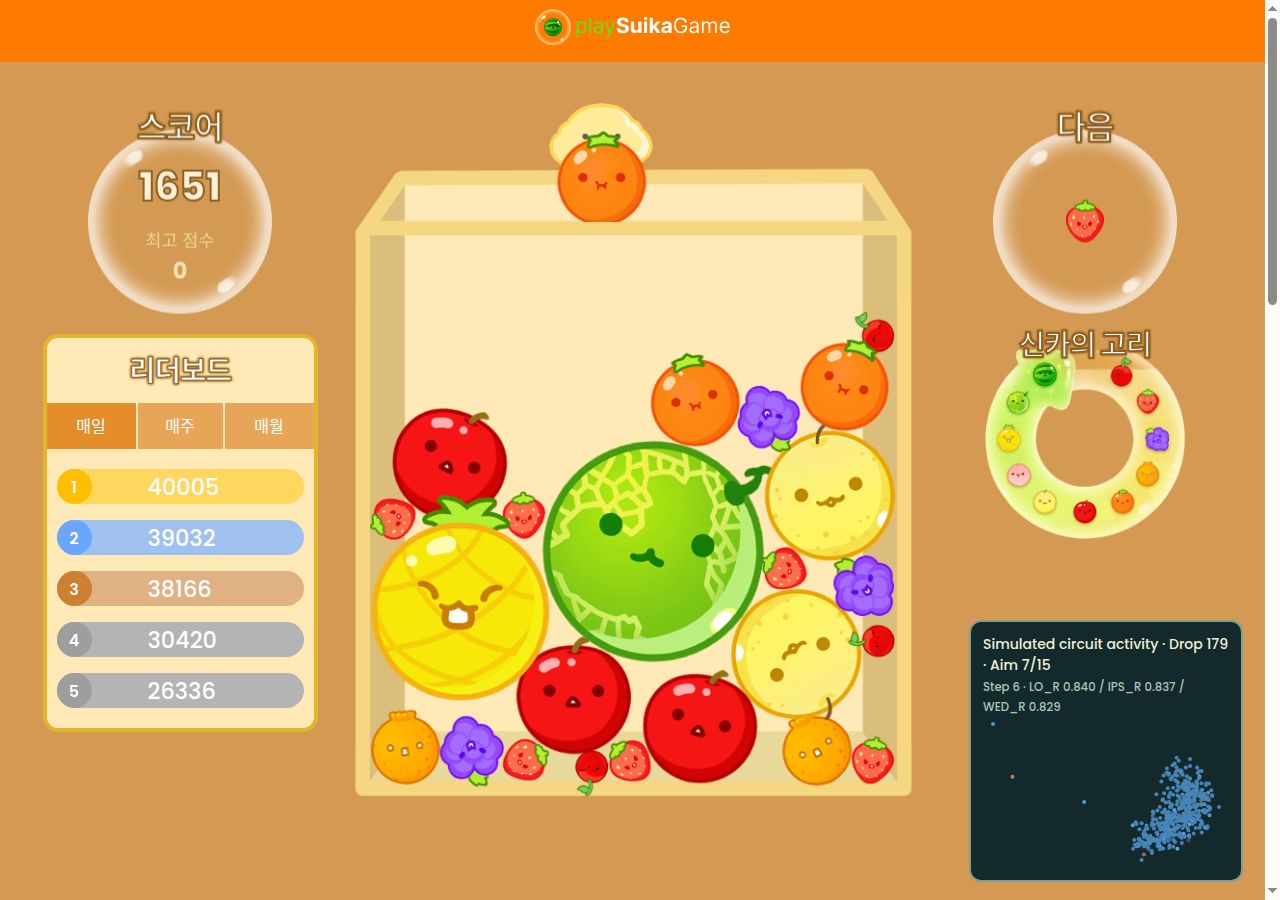 playSuikaGame
스코어
1651
최고 점수
0
리더보드
매일 매주 매월
1 40005
2 39032
3 38166
4 30420
5 26336
다음
신카의 고리
Simulated circuit activity · Drop 179
· Aim 7/15
Step 6 · LO_R 0.840 / IPS_R 0.837 /
WED_R 0.829